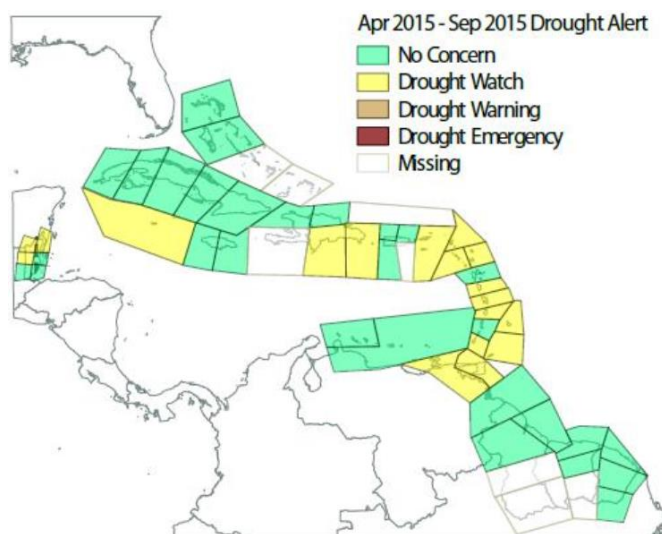 Apr 2015 - Sep 2015 Drought Alert
No Concern
Drought Watch
Drought Warning
Drought Emergency
Missing